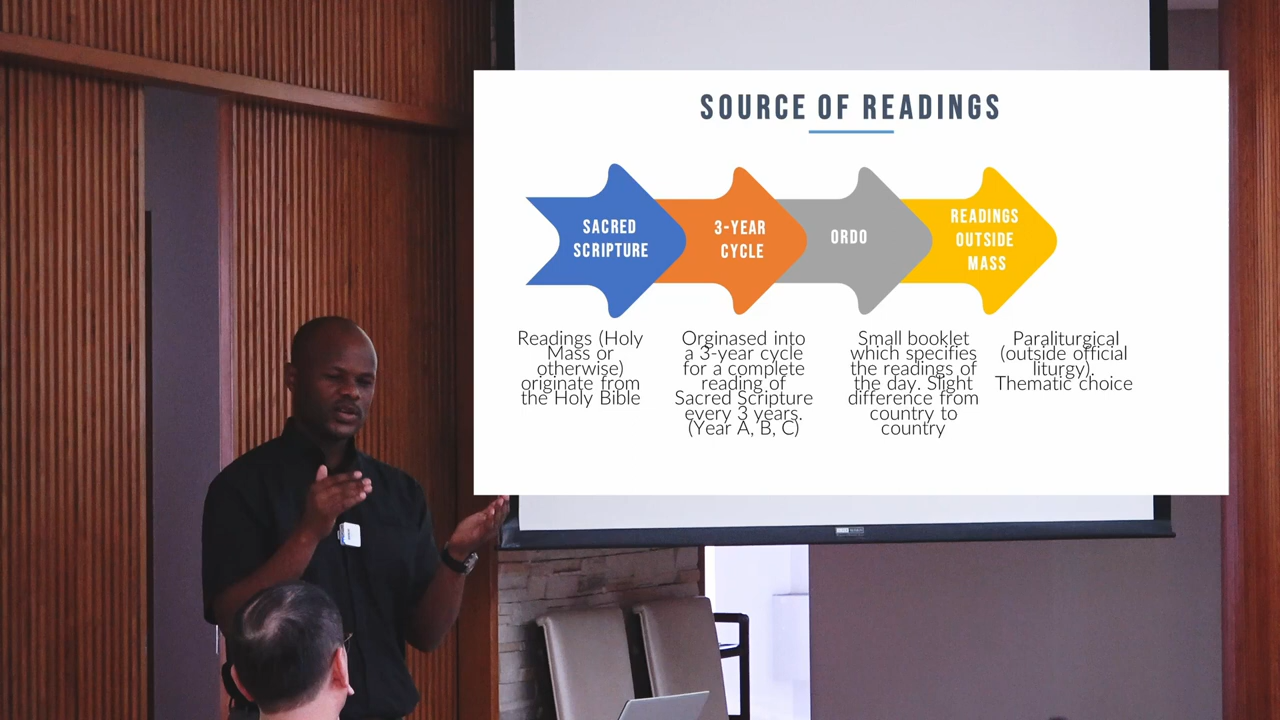 SOURCE OF READINGS
SACRED
SCRIPTURE
3-YEAR
CYCLE
ORDO
READINGS
OUTSIDE
MASS
Readings (Holy
Mass or
otherwise)
originate from
the Holy Bible
Orginased into
a 3-year cycle
for a complete
reading of
Sacred Scripture
every 3 years.
(Year A, B, C)
Small booklet
which specifies
the readings of
the day. Slight
difference from
country to
country
Paraliturgical
(outside official
liturgy).
Thematic choice